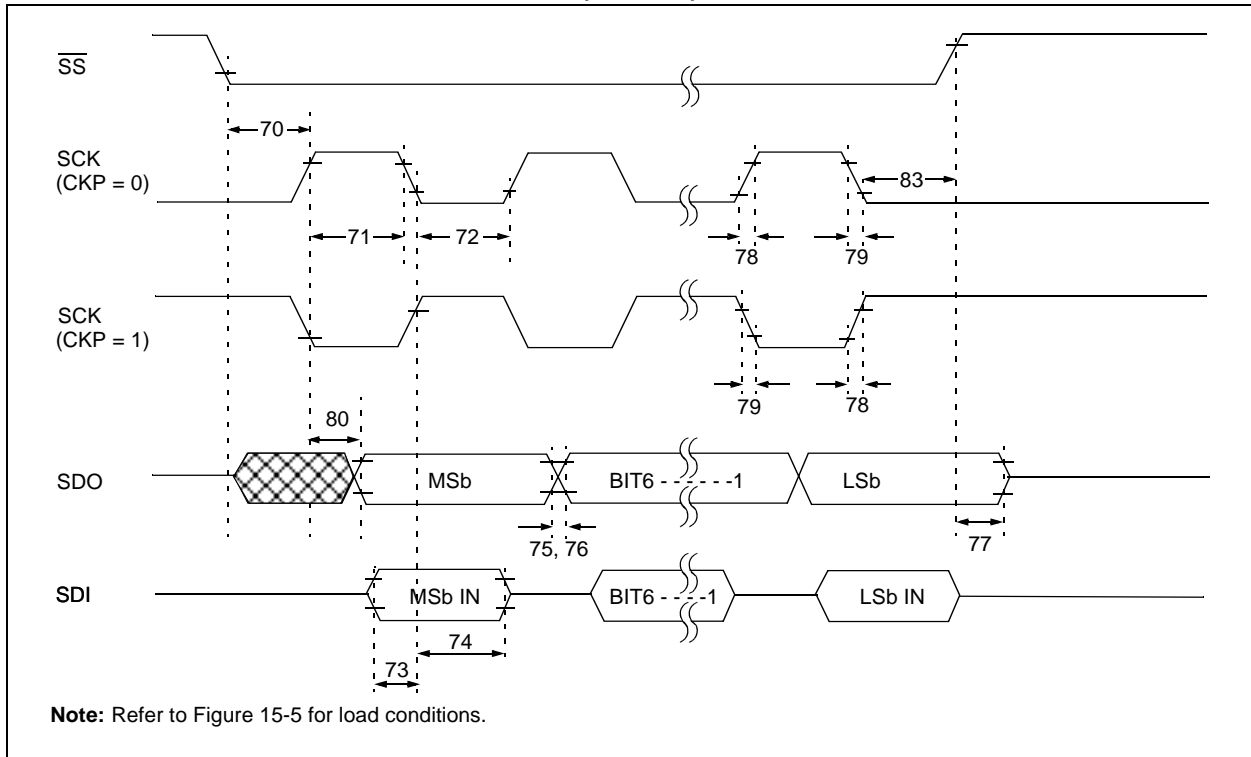 SS
70
SCK
(CKP = 0)
83
71
72
78
79
SCK
(CKP = 1)
79
78
80
SDO
MSb
BIT6 - - - - - -1
LSb
75, 76
77
SDI
MSb IN
BIT6 - - - - -1
LSb IN
74
73
Note: Refer to Figure 15-5 for load conditions.